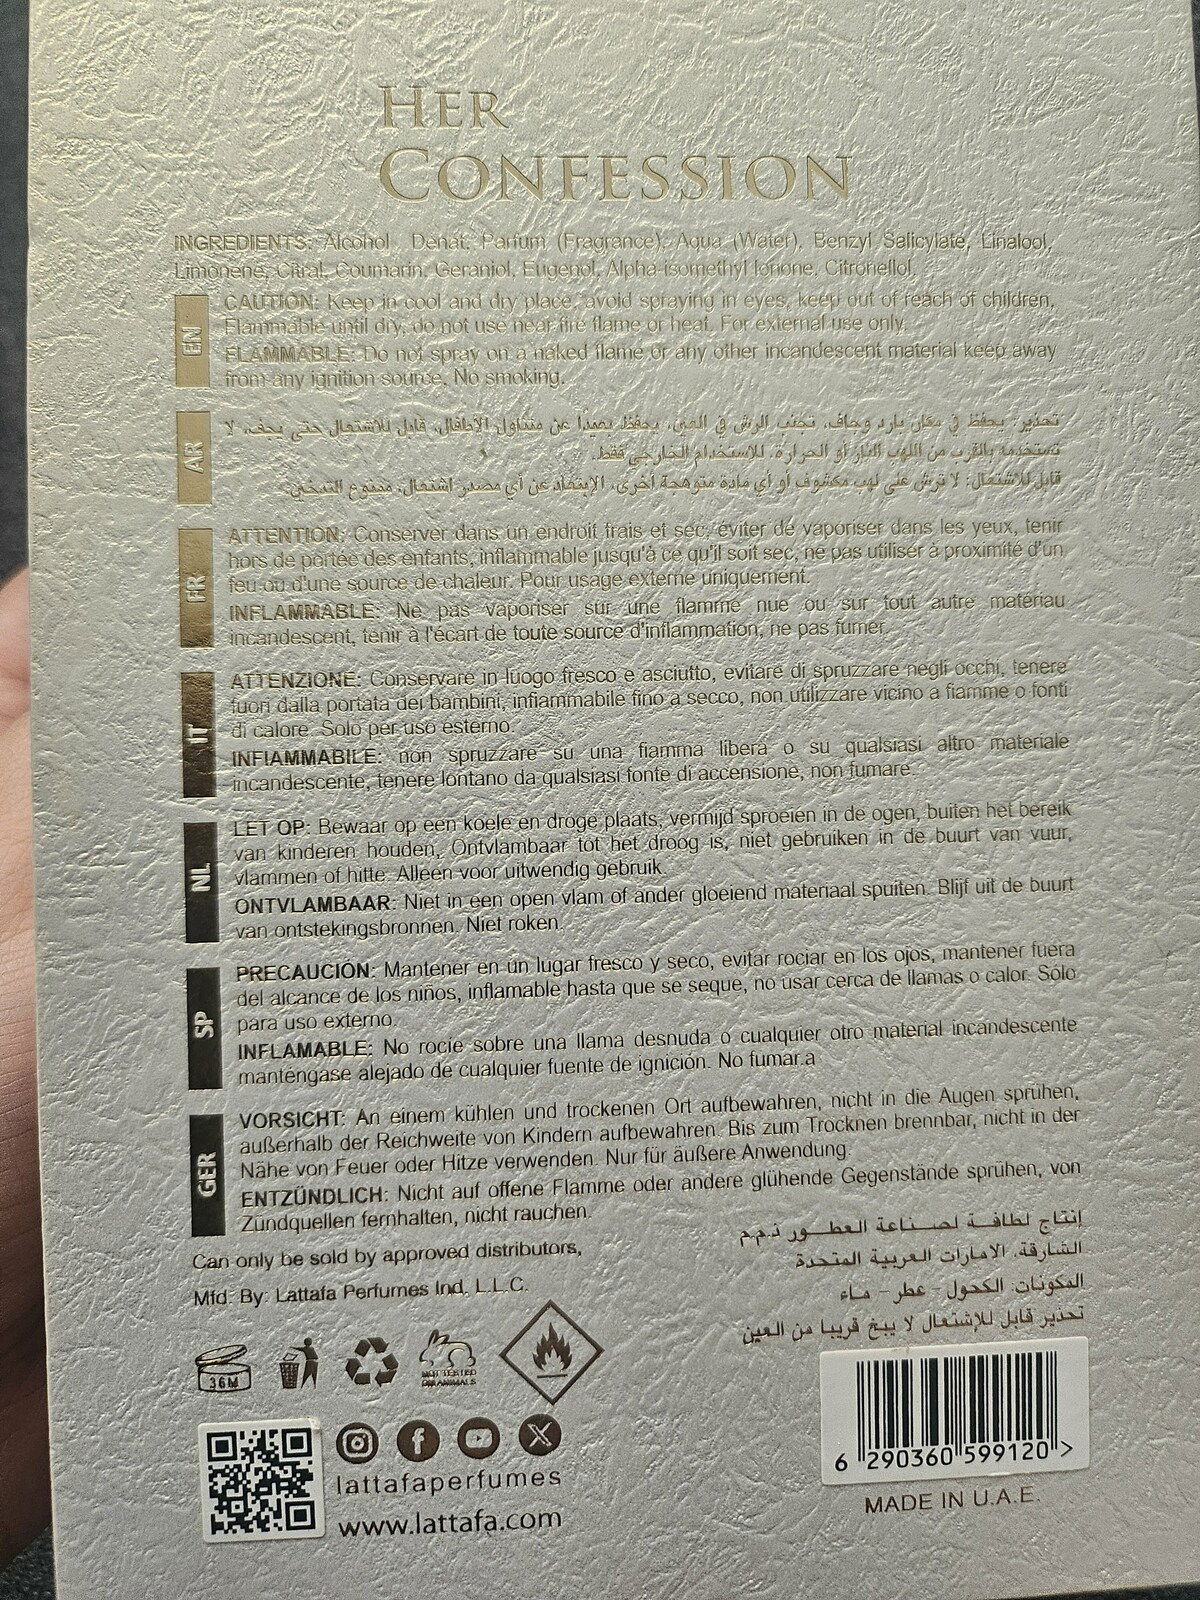 HER
CONFESSION
INGREDIENTS: Alcohol Denat, Parfum (Fragrance), Aqua (Water), Benzyl Salicylate, Linalool,
Limonene, Citral, Coumarin, Geraniol, Eugenol, Alpha-isomethyl Ionone, Citronellol.
EN
CAUTION: Keep in cool and dry place, avoid spraying in eyes, keep out of reach of children,
Flammable until dry, do not use near fire flame or heat. For external use only.
FLAMMABLE: Do not spray on a naked flame or any other incandescent material keep away
from any ignition source. No smoking.
AR
تحذير: يحفظ في مكان بارد وجاف، تجنب الرش في العين، يحفظ بعيدًا عن متناول الأطفال، قابل للاشتعال حتى يجف، لا
تستخدمه بالقرب من اللهب النار أو الحرارة. للاستخدام الخارجي فقط.
قابل للاشتعال: لا ترش على لهب مكشوف أو أي مادة متوهجة أخرى، الإبتعاد عن أي مصدر اشتعال، ممنوع التدخين.
FR
ATTENTION: Conserver dans un endroit frais et sec, éviter de vaporiser dans les yeux, tenir
hors de portée des enfants, inflammable jusqu'à ce qu'il soit sec, ne pas utiliser à proximité d'un
feu ou d'une source de chaleur. Pour usage externe uniquement.
INFLAMMABLE: Ne pas vaporiser sur une flamme nue ou sur tout autre matériau
incandescent, tenir à l'écart de toute source d'inflammation, ne pas fumer.
IT
ATTENZIONE: Conservare in luogo fresco e asciutto, evitare di spruzzare negli occhi, tenere
fuori dalla portata dei bambini, infiammabile fino a secco, non utilizzare vicino a fiamme o fonti
di calore. Solo per uso esterno.
INFIAMMABILE: non spruzzare su una fiamma libera o su qualsiasi altro materiale
incandescente, tenere lontano da qualsiasi fonte di accensione, non fumare.
NL
LET OP: Bewaar op een koele en droge plaats, vermijd sproeien in de ogen, buiten het bereik
van kinderen houden, Ontvlambaar tot het droog is, niet gebruiken in de buurt van vuur,
vlammen of hitte. Alleen voor uitwendig gebruik.
ONTVLAMBAAR: Niet in een open vlam of ander gloeiend materiaal spuiten. Blijf uit de buurt
van ontstekingsbronnen. Niet roken.
SP
PRECAUCIÓN: Mantener en un lugar fresco y seco, evitar rociar en los ojos, mantener fuera
del alcance de los niños, inflamable hasta que se seque, no usar cerca de llamas o calor. Sólo
para uso externo.
INFLAMABLE: No rocíe sobre una llama desnuda o cualquier otro material incandescente
manténgase alejado de cualquier fuente de ignición. No fumar.a
GER
VORSICHT: An einem kühlen und trockenen Ort aufbewahren, nicht in die Augen sprühen,
außerhalb der Reichweite von Kindern aufbewahren. Bis zum Trocknen brennbar, nicht in der
Nähe von Feuer oder Hitze verwenden. Nur für äußere Anwendung.
ENTZÜNDLICH: Nicht auf offene Flamme oder andere glühende Gegenstände sprühen, von
Zündquellen fernhalten, nicht rauchen.
Can only be sold by approved distributors,
Mfd. By: Lattafa Perfumes Ind. L.L.C.
إنتاج لطافة لصناعة العطور ذ.م.م
الشارقة. الامارات العربية المتحدة
المكونات: الكحول - عطر - ماء
تحذير قابل للإشتعال لا يبخ قريبا من العين
36M
NOT TESTED
ON ANIMALS
lattafaperfumes
www.lattafa.com
6 290360 599120 >
MADE IN U.A.E.